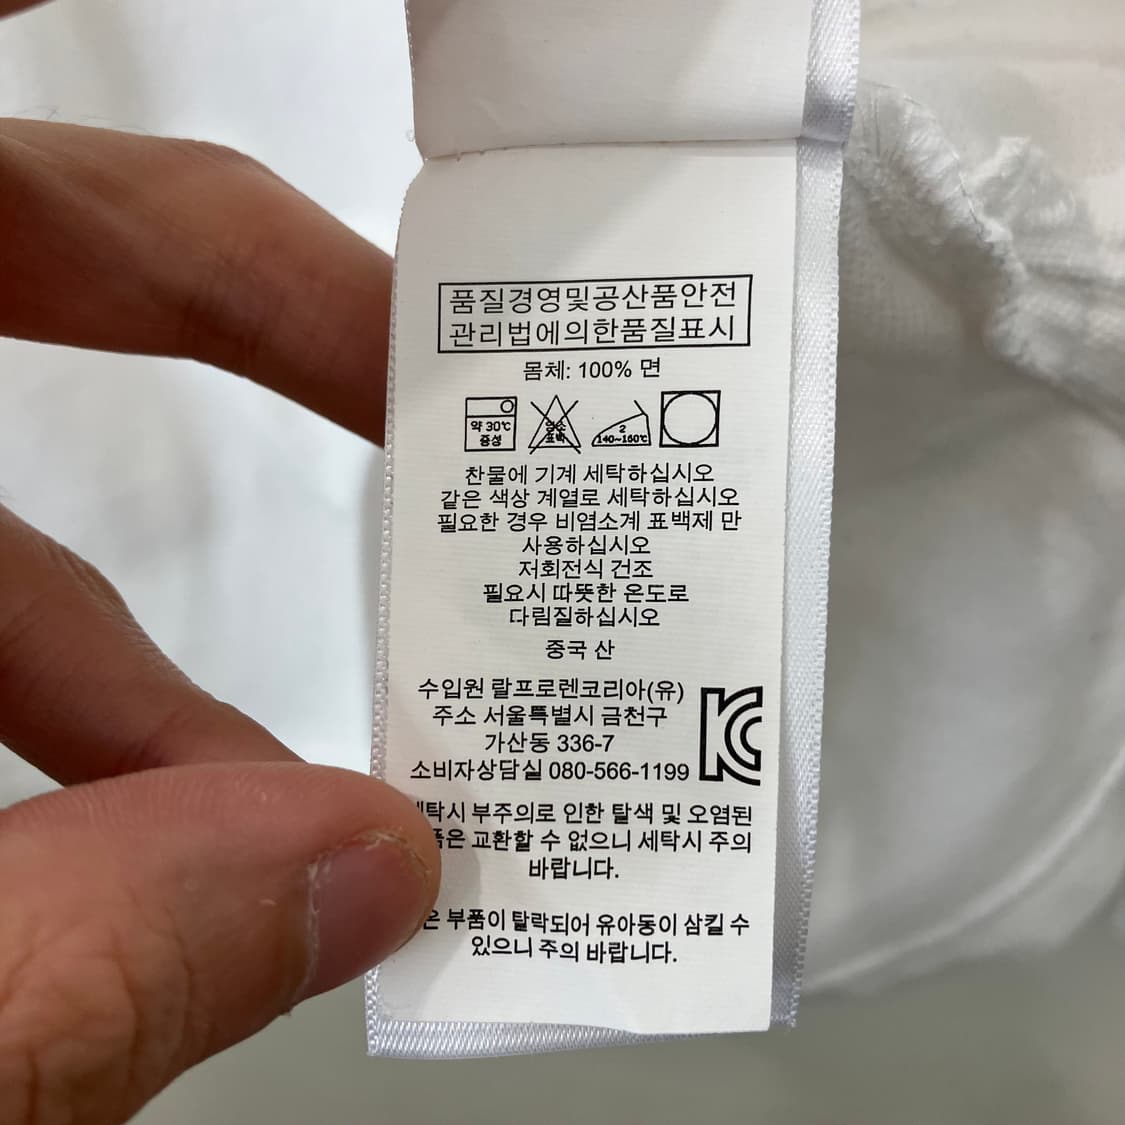 품질경영및공산품안전
관리법에의한품질표시
몸체: 100% 면
약 30℃
중성
염소
표백
2
140~160℃
찬물에 기계 세탁하십시오
같은 색상 계열로 세탁하십시오
필요한 경우 비염소계 표백제 만
사용하십시오
저회전식 건조
필요시 따뜻한 온도로
다림질하십시오
중국 산
수입원 랄프로렌코리아(유)
주소 서울특별시 금천구
가산동 336-7
소비자상담실 080-566-1199
KC
부주의로 인한 탈색 및 오염된
교환할 수 없으니 세탁시 주의
바랍니다.
부품이 탈락되어 유아동이 삼킬 수
있으니 주의 바랍니다.